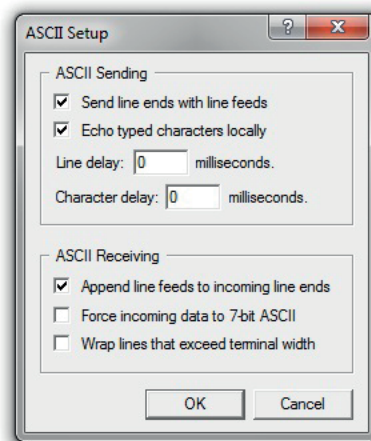 ASCII Setup
ASCII Sending
Send line ends with line feeds
Echo typed characters locally
Line delay: 0 milliseconds.
Character delay: 0 milliseconds.
ASCII Receiving
Append line feeds to incoming line ends
Force incoming data to 7-bit ASCII
Wrap lines that exceed terminal width
OK Cancel